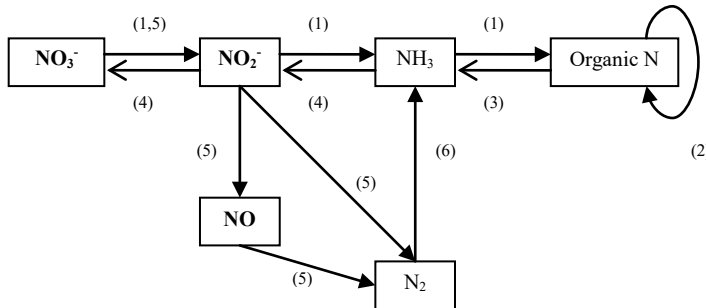 (1,5) (1) (1)
NO₃⁻ NO₂⁻ NH₃ Organic N
(4) (4) (3)
(5) (5) (6) (2
NO
(5) N₂